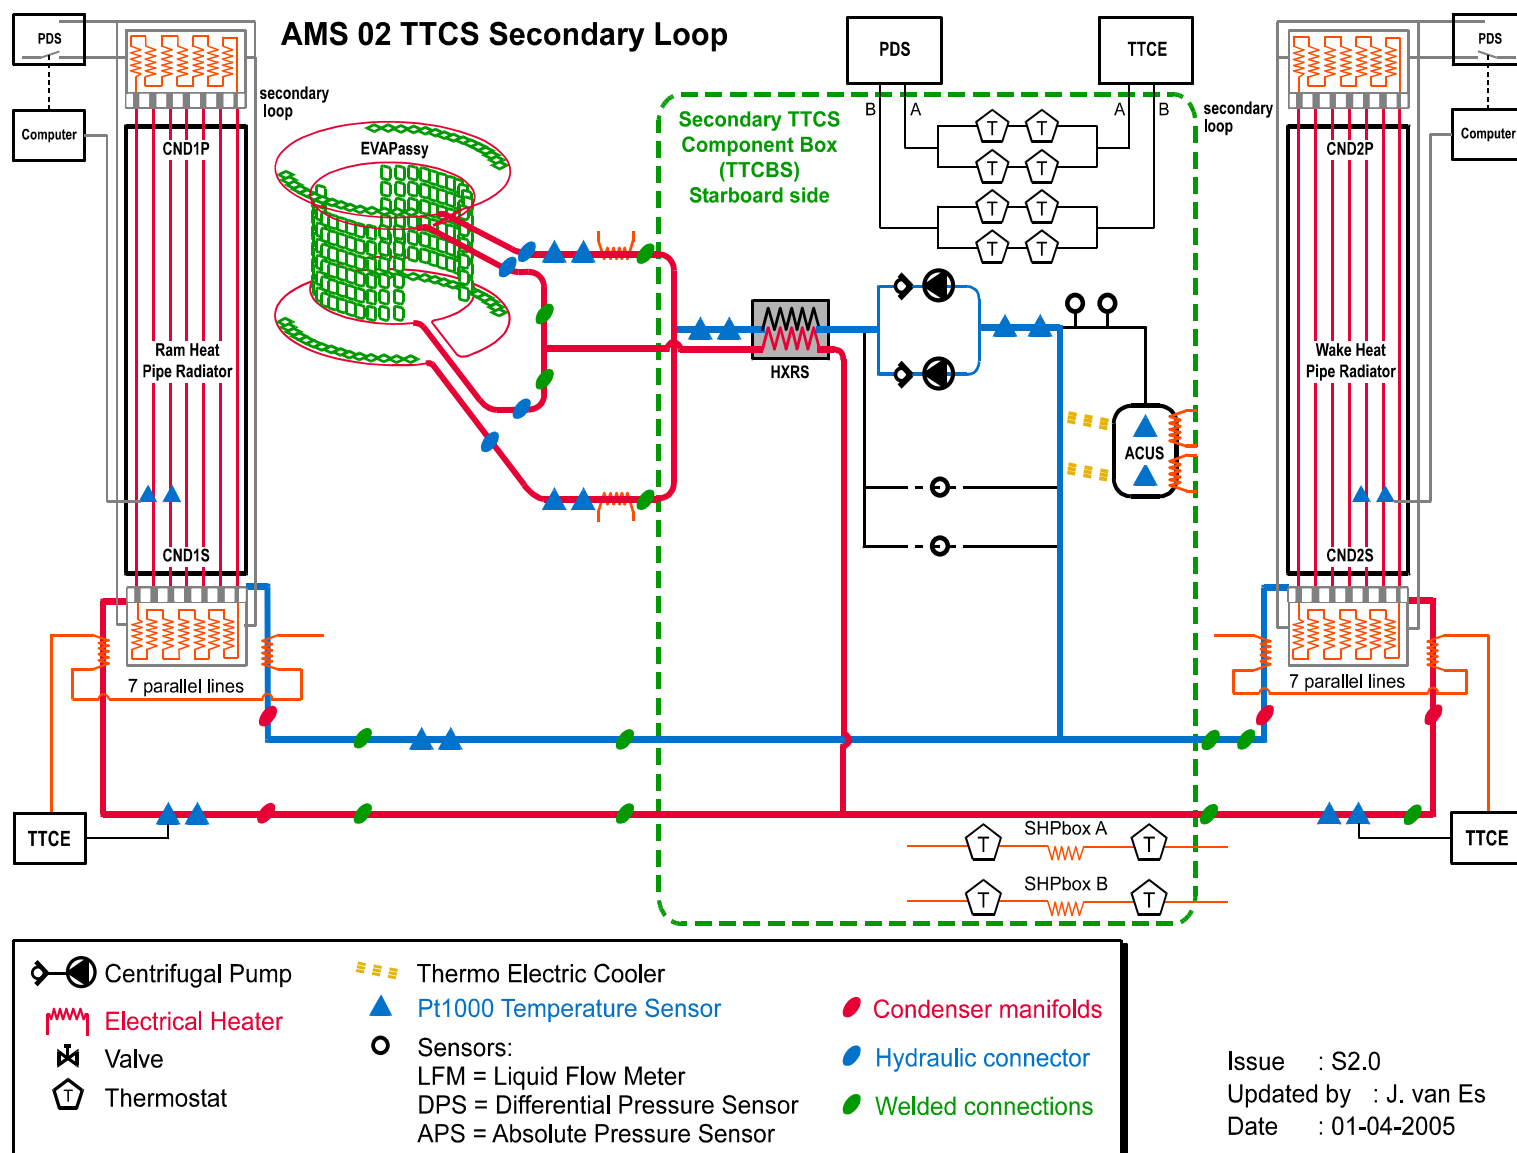 AMS 02 TTCS Secondary Loop
PDS
Computer
secondary
loop
CND1P
Ram Heat
Pipe Radiator
CND1S
7 parallel lines
TTCE
EVAPassy
Secondary TTCS
Component Box
(TTCBS)
Starboard side
PDS
TTCE
B
A
A
B
T
T
T
T
T
T
T
T
HXRS
ACUS
secondary
loop
PDS
Computer
CND2P
Wake Heat
Pipe Radiator
CND2S
7 parallel lines
TTCE
SHPbox A
T
T
SHPbox B
T
T
Centrifugal Pump
Electrical Heater
Valve
T
Thermostat
Thermo Electric Cooler
Pt1000 Temperature Sensor
Sensors:
LFM = Liquid Flow Meter
DPS = Differential Pressure Sensor
APS = Absolute Pressure Sensor
Condenser manifolds
Hydraulic connector
Welded connections
Issue : S2.0
Updated by : J. van Es
Date : 01-04-2005